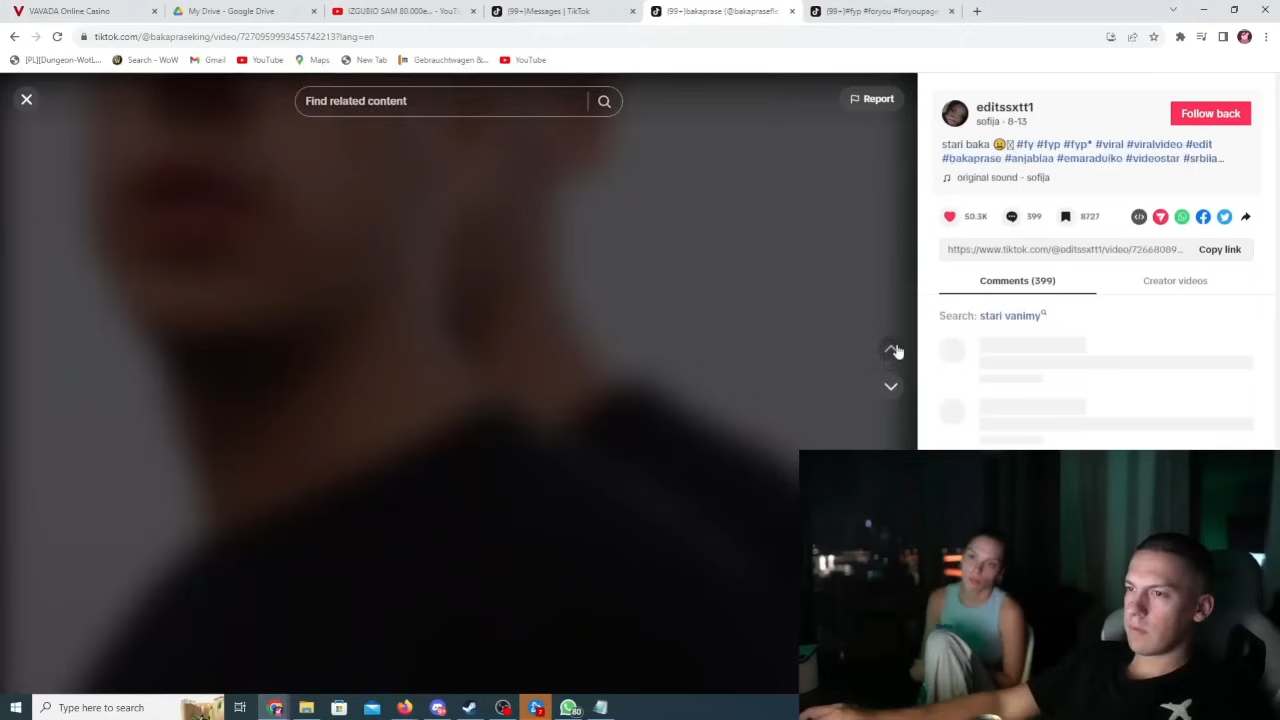 VAVADA Online Casino
My Drive - Google Drive
IZGUBIO SAM 80.000e... - YouTu
(99+)Messages | TikTok
(99+)bakaprase (@bakaprasefle
(99+)#fyp #foryou #foryoupage
tiktok.com/@bakapraseking/video/7270959993455742213?lang=en
[PL][Dungeon-WotL...
Search - WoW
Gmail
YouTube
Maps
New Tab
Gebrauchtwagen &...
YouTube
Find related content
Report
editssxtt1
sofija · 8-13
Follow back
stari baka 😩 #fy #fyp #fyp* #viral #viralvideo #edit
#bakaprase #anjablaa #emaraduiko #videostar #srbiia...
original sound - sofija
50.3K
399
8727
https://www.tiktok.com/@editssxtt1/video/72668089...
Copy link
Comments (399)
Creator videos
Search: stari vanimy
Type here to search
80